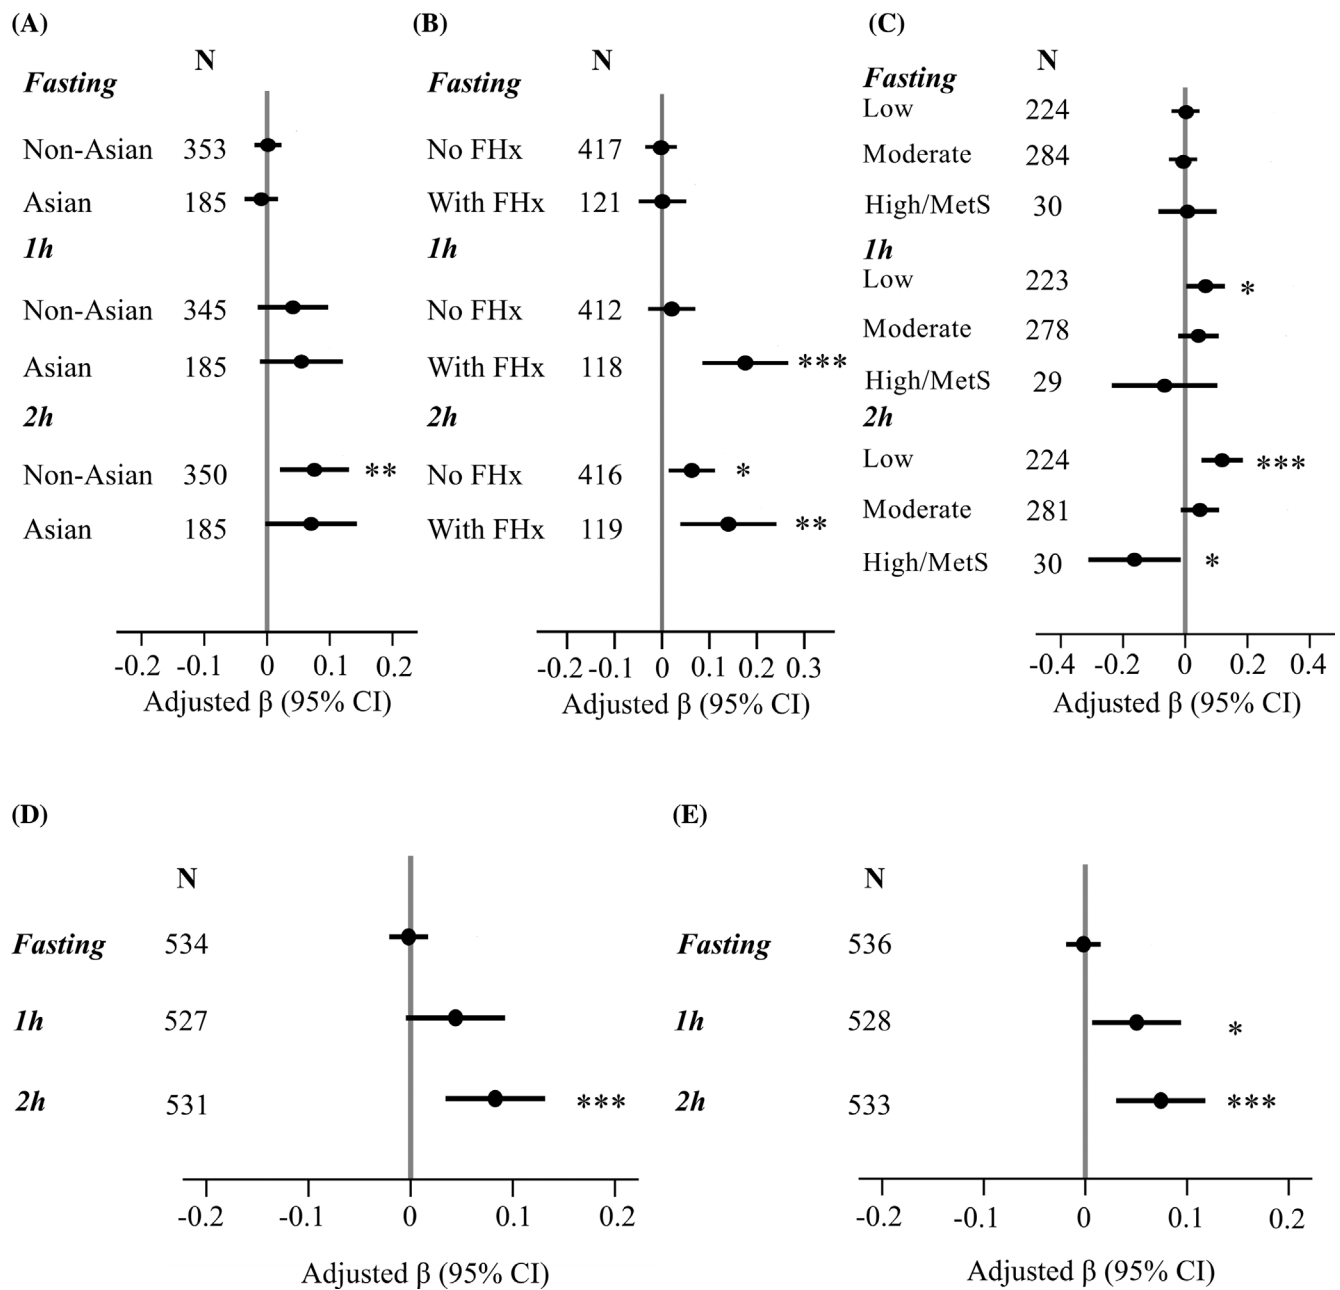 (A)
N
Fasting
Non-Asian 353
Asian 185
1h
Non-Asian 345
Asian 185
2h
Non-Asian 350 **
Asian 185
-0.2 -0.1 0 0.1 0.2
Adjusted β (95% CI)
(B)
N
Fasting
No FHx 417
With FHx 121
1h
No FHx 412
With FHx 118 ***
2h
No FHx 416 *
With FHx 119 **
-0.2 -0.1 0 0.1 0.2 0.3
Adjusted β (95% CI)
(C)
N
Fasting
Low 224
Moderate 284
High/MetS 30
1h
Low 223 *
Moderate 278
High/MetS 29
2h
Low 224 ***
Moderate 281
High/MetS 30 *
-0.4 -0.2 0 0.2 0.4
Adjusted β (95% CI)
(D)
N
Fasting 534
1h 527
2h 531 ***
-0.2 -0.1 0 0.1 0.2
Adjusted β (95% CI)
(E)
N
Fasting 536
1h 528 *
2h 533 ***
-0.2 -0.1 0 0.1 0.2
Adjusted β (95% CI)